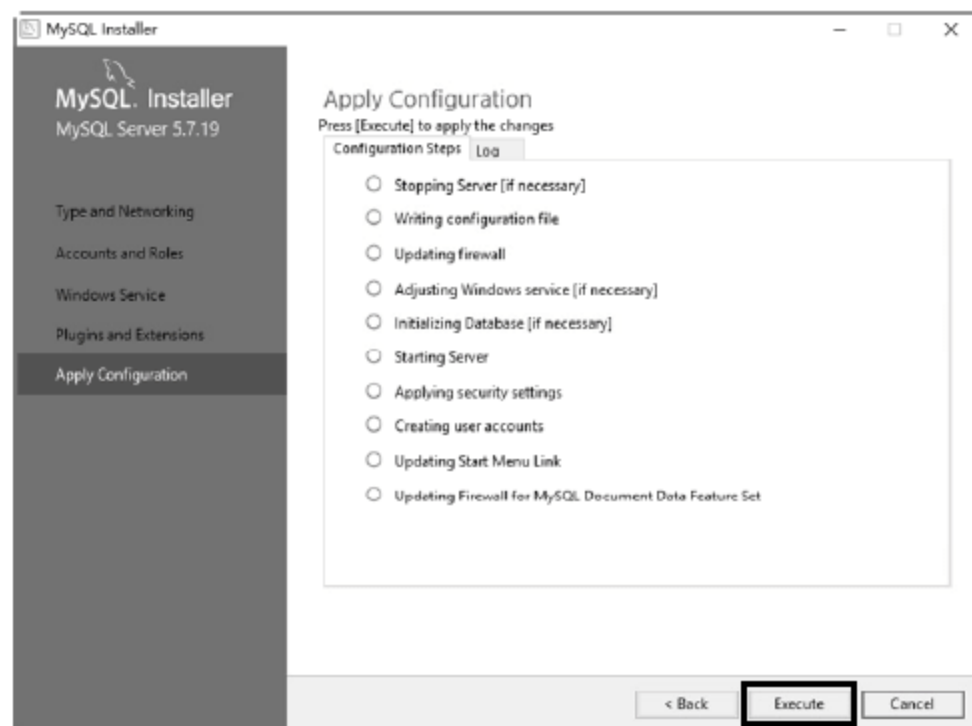 MySQL Installer
MySQL. Installer
MySQL Server 5.7.19
Type and Networking
Accounts and Roles
Windows Service
Plugins and Extensions
Apply Configuration
Apply Configuration
Press [Execute] to apply the changes
Configuration Steps Log
Stopping Server [if necessary]
Writing configuration file
Updating firewall
Adjusting Windows service [if necessary]
Initializing Database [if necessary]
Starting Server
Applying security settings
Creating user accounts
Updating Start Menu Link
Updating Firewall for MySQL Document Data Feature Set
< Back Execute Cancel